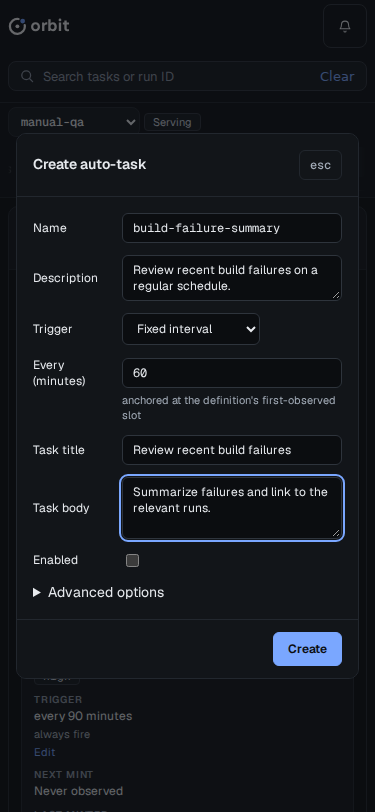 orbit
Search tasks or run ID
Clear
manual-qa
Serving
Create auto-task
esc
Name
build-failure-summary
Description
Review recent build failures on a
regular schedule.
Trigger
Fixed interval
Every
(minutes)
60
anchored at the definition's first-observed
slot
Task title
Review recent build failures
Task body
Summarize failures and link to the
relevant runs.
Enabled
Advanced options
Create
TRIGGER
every 90 minutes
always fire
Edit
NEXT MINT
Never observed